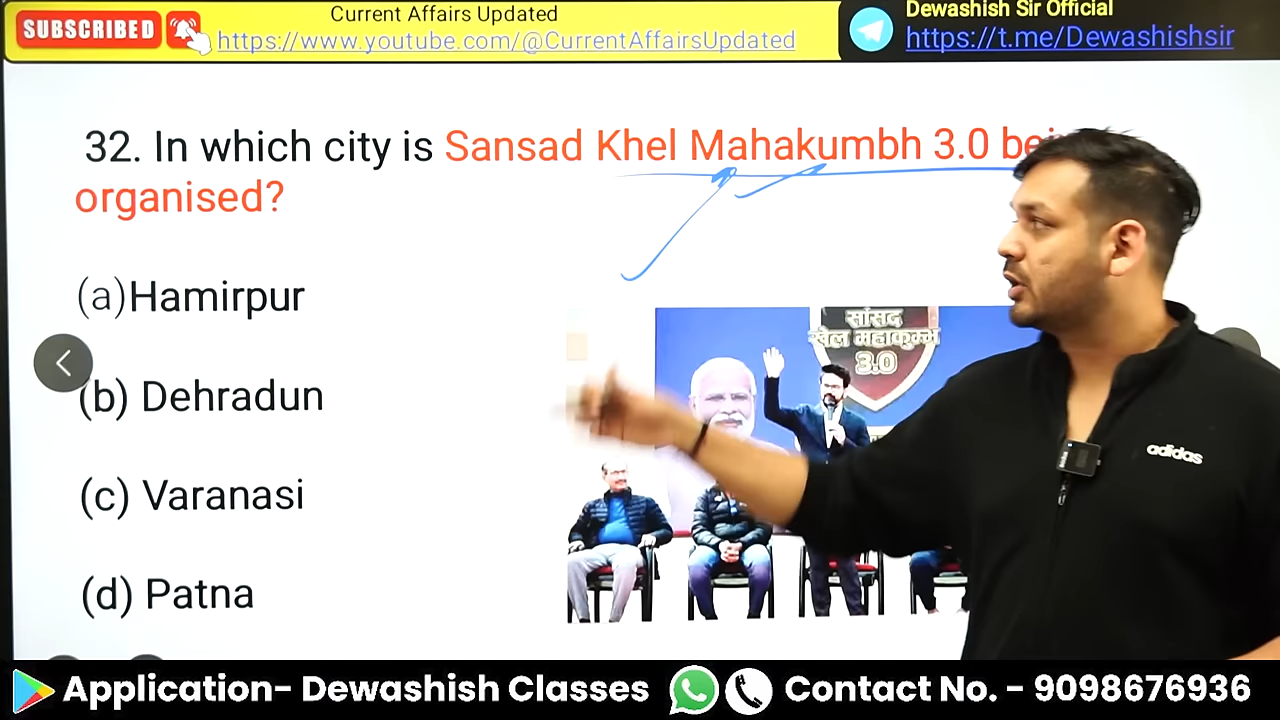 SUBSCRIBED
Current Affairs Updated
https://www.youtube.com/@CurrentAffairsUpdated
Dewashish Sir Official
https://t.me/Dewashishsir
32. In which city is Sansad Khel Mahakumbh 3.0
organised?
(a)Hamirpur
(b) Dehradun
(c) Varanasi
(d) Patna
सांसद
खेल महाकुम्भ
3.0
adidas
Application- Dewashish Classes
Contact No. - 9098676936